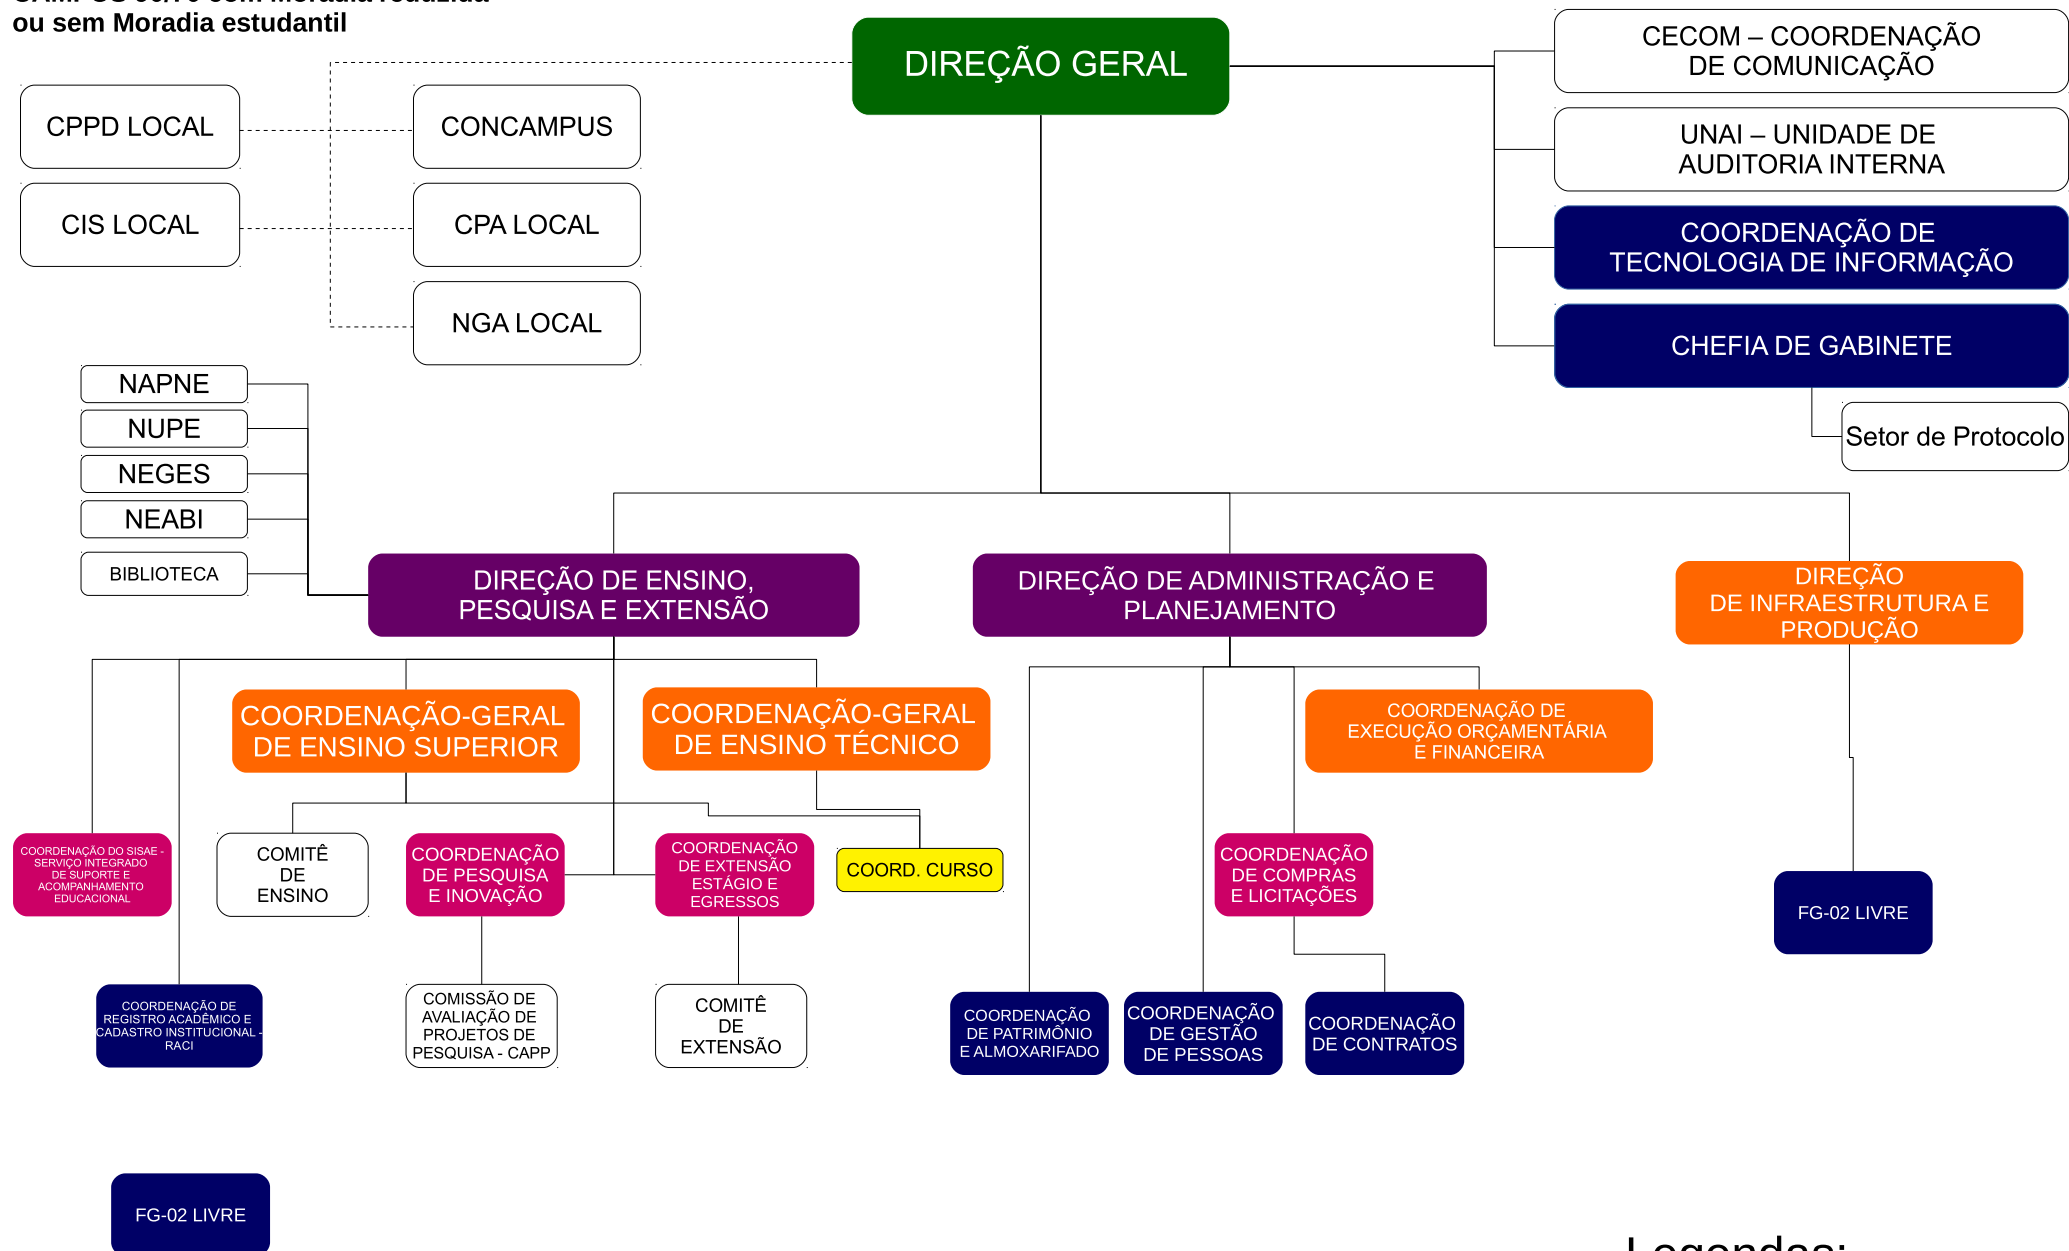 ou sem Moradia estudantil
DIREÇÃO GERAL
CECOM – COORDENAÇÃO
DE COMUNICAÇÃO
CPPD LOCAL
CONCAMPUS
UNAI – UNIDADE DE
AUDITORIA INTERNA
CIS LOCAL
CPA LOCAL
COORDENAÇÃO DE
TECNOLOGIA DE INFORMAÇÃO
NGA LOCAL
CHEFIA DE GABINETE
Setor de Protocolo
NAPNE
NUPE
NEGES
NEABI
BIBLIOTECA
DIREÇÃO DE ENSINO,
PESQUISA E EXTENSÃO
DIREÇÃO DE ADMINISTRAÇÃO E
PLANEJAMENTO
DIREÇÃO
DE INFRAESTRUTURA E
PRODUÇÃO
COORDENAÇÃO-GERAL
DE ENSINO SUPERIOR
COORDENAÇÃO-GERAL
DE ENSINO TÉCNICO
COORDENAÇÃO DE
EXECUÇÃO ORÇAMENTÁRIA
E FINANCEIRA
COORDENAÇÃO DO SISAE -
SERVIÇO INTEGRADO
DE SUPORTE E
ACOMPANHAMENTO
EDUCACIONAL
COMITÊ
DE
ENSINO
COORDENAÇÃO
DE PESQUISA
E INOVAÇÃO
COORDENAÇÃO
DE EXTENSÃO
ESTÁGIO E
EGRESSOS
COORD. CURSO
COORDENAÇÃO
DE COMPRAS
E LICITAÇÕES
FG-02 LIVRE
COORDENAÇÃO DE
REGISTRO ACADÊMICO E
CADASTRO INSTITUCIONAL -
RACI
COMISSÃO DE
AVALIAÇÃO DE
PROJETOS DE
PESQUISA - CAPP
COMITÊ
DE
EXTENSÃO
COORDENAÇÃO
DE PATRIMÔNIO
E ALMOXARIFADO
COORDENAÇÃO
DE GESTÃO
DE PESSOAS
COORDENAÇÃO
DE CONTRATOS
FG-02 LIVRE
Legendas: